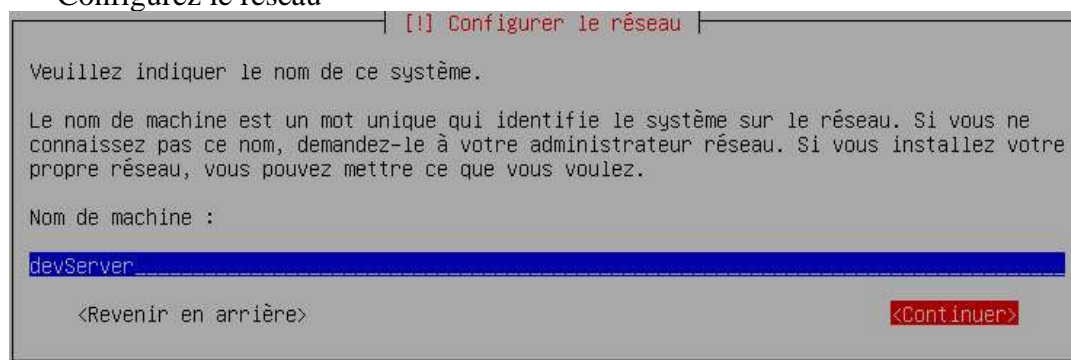 Configurez le réseau
[!] Configurer le réseau
Veuillez indiquer le nom de ce système.
Le nom de machine est un mot unique qui identifie le système sur le réseau. Si vous ne
connaissez pas ce nom, demandez-le à votre administrateur réseau. Si vous installez votre
propre réseau, vous pouvez mettre ce que vous voulez.
Nom de machine :
devServer
<Revenir en arrière> <Continuer>